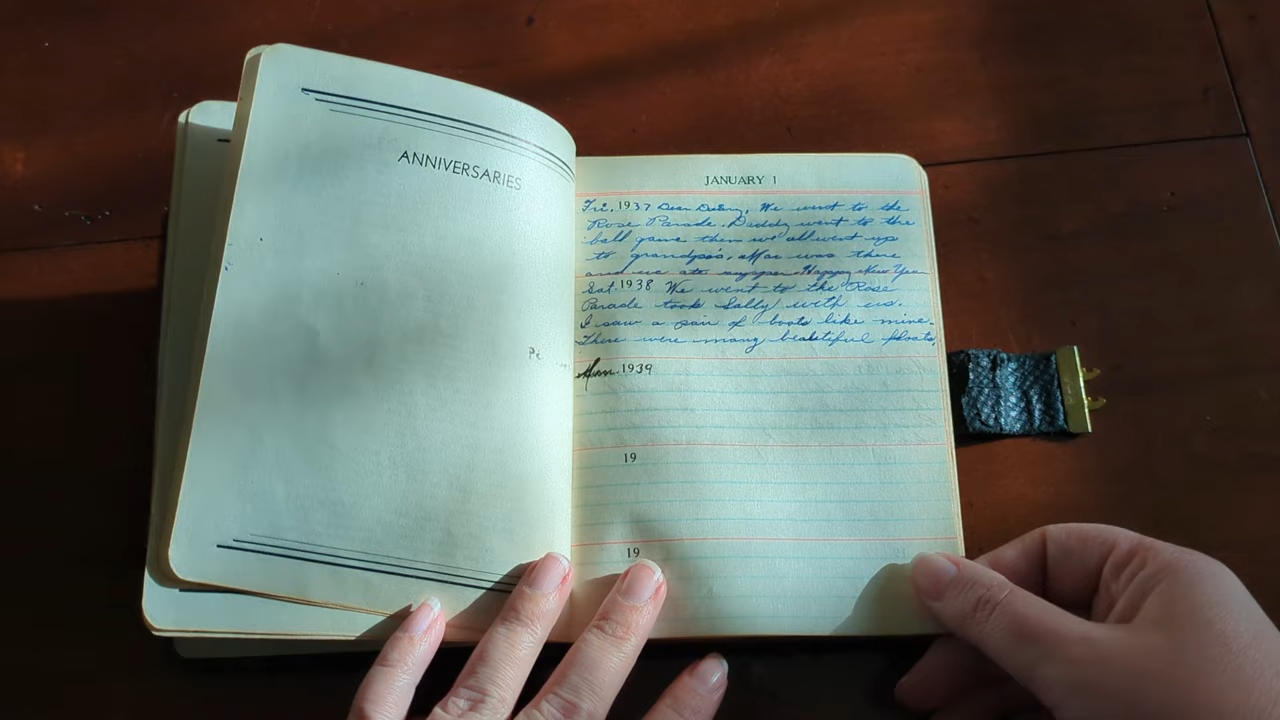 ANNIVERSARIES
JANUARY 1
Fri. 1937 Dear Diary, We went to the
Rose Parade. Daddy went to the
ball game then we all went up
to grandpa's, Mac was there
and we ate supper Happy New Year
Sat. 1938 We went to the Rose
Parade took Sally with us.
I saw a pair of boots like mine.
There were many beautiful floats.
1939
19
19